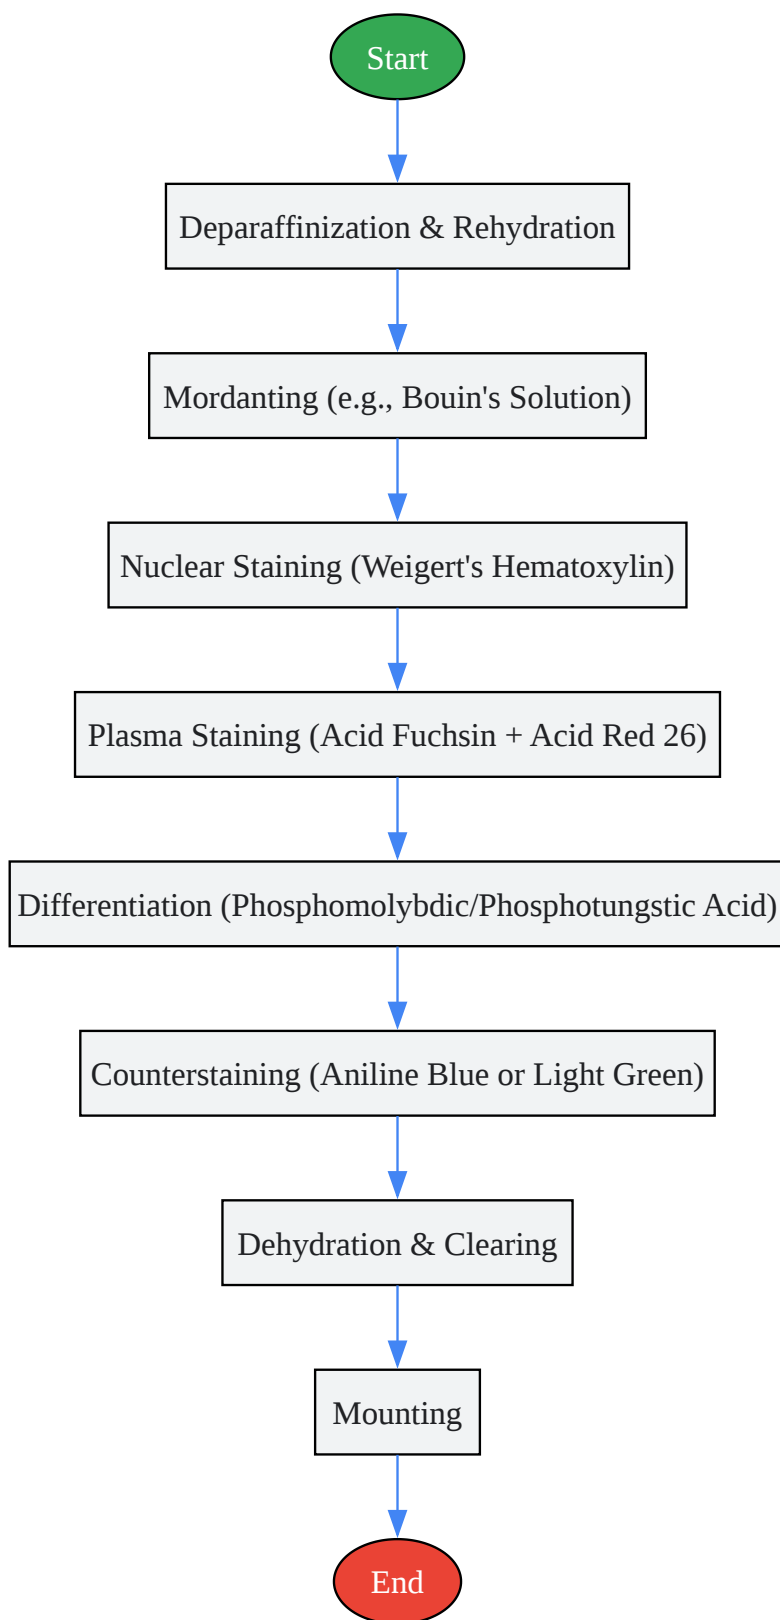 Start
Deparaffinization & Rehydration
Mordanting (e.g., Bouin's Solution)
Nuclear Staining (Weigert's Hematoxylin)
Plasma Staining (Acid Fuchsin + Acid Red 26)
Differentiation (Phosphomolybdic/Phosphotungstic Acid)
Counterstaining (Aniline Blue or Light Green)
Dehydration & Clearing
Mounting
End